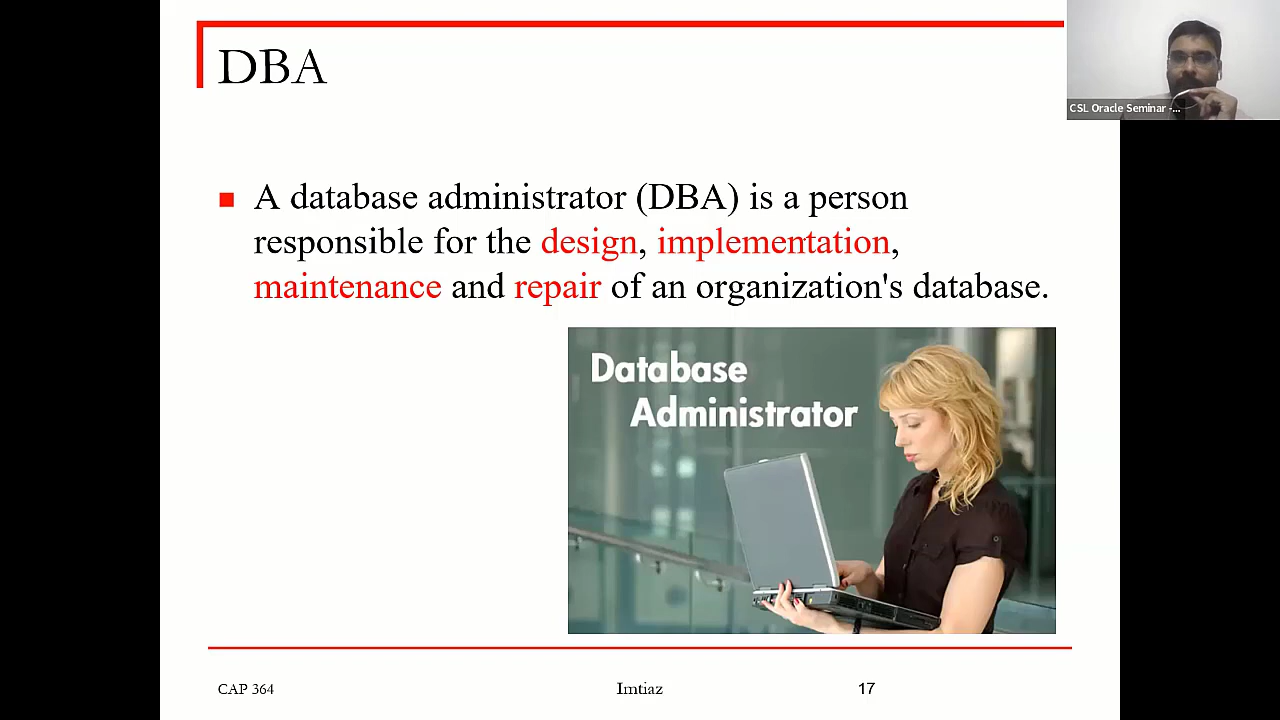 DBA
CSL Oracle Seminar -...
A database administrator (DBA) is a person
responsible for the design, implementation,
maintenance and repair of an organization's database.
Database
Administrator
CAP 364
Imtiaz
17